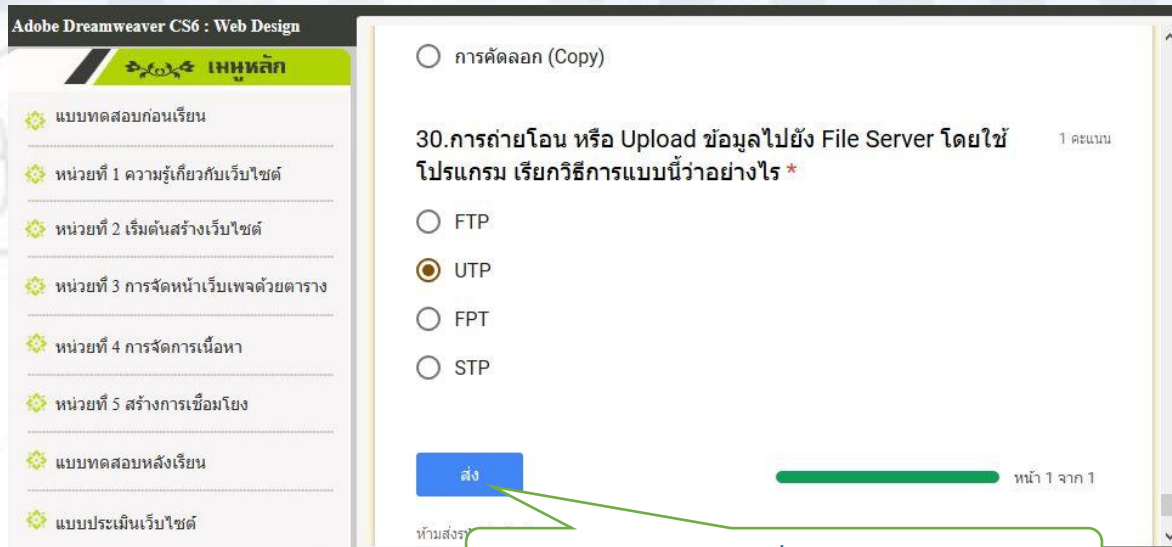 Adobe Dreamweaver CS6 : Web Design
เมนูหลัก
แบบทดสอบก่อนเรียน
หน่วยที่ 1 ความรู้เกี่ยวกับเว็บไซต์
หน่วยที่ 2 เริ่มต้นสร้างเว็บไซต์
หน่วยที่ 3 การจัดหน้าเว็บเพจด้วยตาราง
หน่วยที่ 4 การจัดการเนื้อหา
หน่วยที่ 5 สร้างการเชื่อมโยง
แบบทดสอบหลังเรียน
แบบประเมินเว็บไซต์
การคัดลอก (Copy)
30.การถ่ายโอน หรือ Upload ข้อมูลไปยัง File Server โดยใช้
โปรแกรม เรียกวิธีการแบบนี้ว่าอย่างไร *
1 คะแนน
FTP
UTP
FPT
STP
ส่ง
หน้า 1 จาก 1
ห้ามส่ง